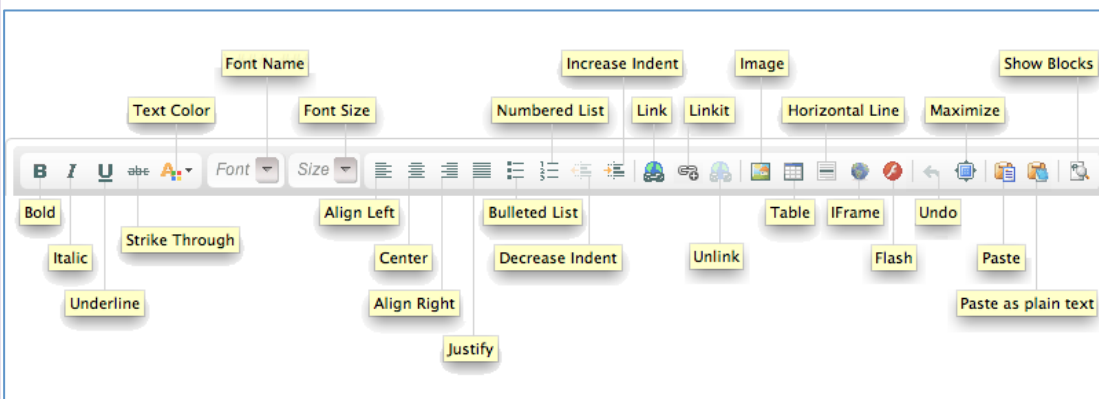 Font Name
Increase Indent
Image
Show Blocks
Text Color
Font Size
Numbered List
Link
Linkit
Horizontal Line
Maximize
B I U abc A Font Size
Bold
Align Left
Bulleted List
Table
IFrame
Undo
Strike Through
Italic
Center
Decrease Indent
Unlink
Flash
Paste
Underline
Align Right
Paste as plain text
Justify